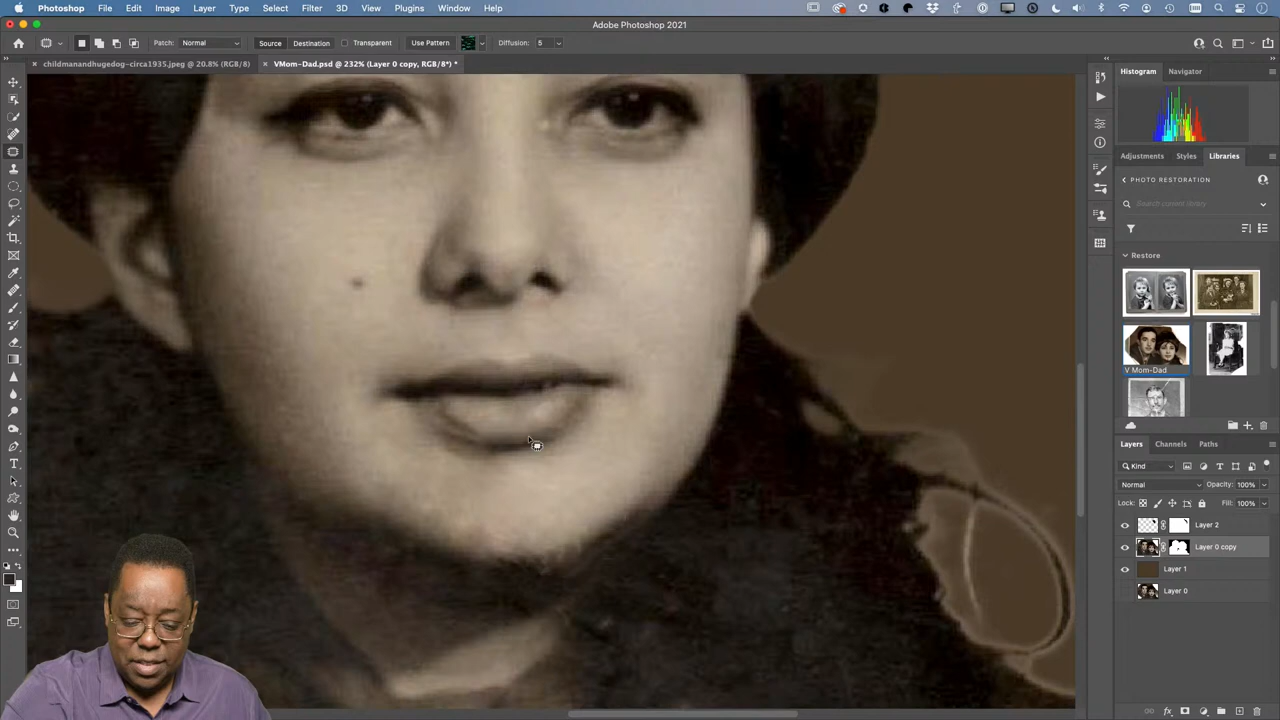 Photoshop File Edit Image Layer Type Select Filter 3D View Plugins Window Help
Adobe Photoshop 2021
Patch: Normal Source Destination Transparent Use Pattern Diffusion: 5
childmanandhugedog-circa1935.jpeg @ 20.8% (RGB/8)
VMom-Dad.psd @ 232% (Layer 0 copy, RGB/8*) *
Histogram Navigator
Adjustments Styles Libraries
PHOTO RESTORATION
Search current library
Restore
V Mom-Dad
Layers Channels Paths
Kind
Normal Opacity: 100%
Lock: Fill: 100%
Layer 2
Layer 0 copy
Layer 1
Layer 0